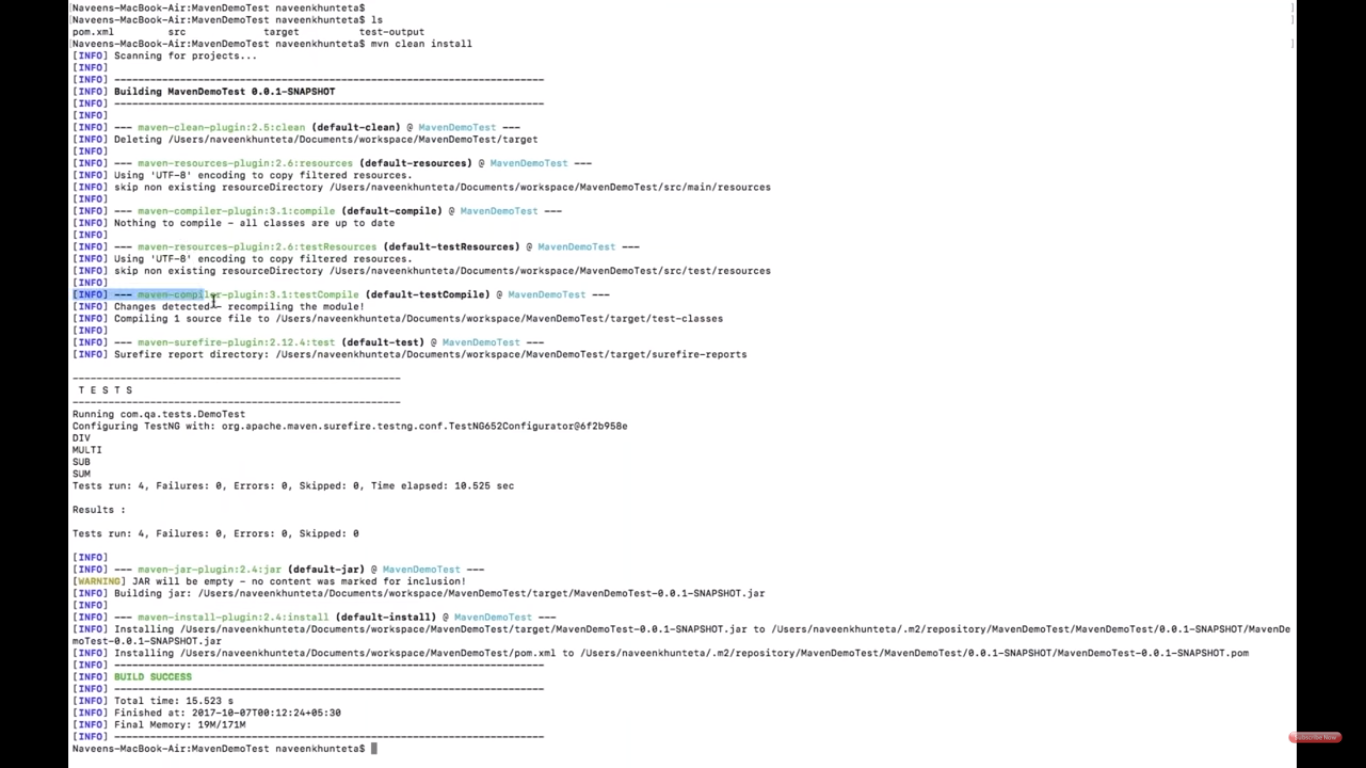 Naveens-MacBook-Air:MavenDemoTest naveenkhunteta$
Naveens-MacBook-Air:MavenDemoTest naveenkhunteta$ ls
pom.xml src target test-output
Naveens-MacBook-Air:MavenDemoTest naveenkhunteta$ mvn clean install
[INFO] Scanning for projects...
[INFO]
[INFO] ------------------------------------------------------------------------
[INFO] Building MavenDemoTest 0.0.1-SNAPSHOT
[INFO] ------------------------------------------------------------------------
[INFO]
[INFO] --- maven-clean-plugin:2.5:clean (default-clean) @ MavenDemoTest ---
[INFO] Deleting /Users/naveenkhunteta/Documents/workspace/MavenDemoTest/target
[INFO]
[INFO] --- maven-resources-plugin:2.6:resources (default-resources) @ MavenDemoTest ---
[INFO] Using 'UTF-8' encoding to copy filtered resources.
[INFO] skip non existing resourceDirectory /Users/naveenkhunteta/Documents/workspace/MavenDemoTest/src/main/resources
[INFO]
[INFO] --- maven-compiler-plugin:3.1:compile (default-compile) @ MavenDemoTest ---
[INFO] Nothing to compile - all classes are up to date
[INFO]
[INFO] --- maven-resources-plugin:2.6:testResources (default-testResources) @ MavenDemoTest ---
[INFO] Using 'UTF-8' encoding to copy filtered resources.
[INFO] skip non existing resourceDirectory /Users/naveenkhunteta/Documents/workspace/MavenDemoTest/src/test/resources
[INFO]
[INFO] --- maven-compiler-plugin:3.1:testCompile (default-testCompile) @ MavenDemoTest ---
[INFO] Changes detected - recompiling the module!
[INFO] Compiling 1 source file to /Users/naveenkhunteta/Documents/workspace/MavenDemoTest/target/test-classes
[INFO]
[INFO] --- maven-surefire-plugin:2.12.4:test (default-test) @ MavenDemoTest ---
[INFO] Surefire report directory: /Users/naveenkhunteta/Documents/workspace/MavenDemoTest/target/surefire-reports
-------------------------------------------------------
T E S T S
-------------------------------------------------------
Running com.qa.tests.DemoTest
Configuring TestNG with: org.apache.maven.surefire.testng.conf.TestNG652Configurator@6f2b958e
DIV
MULTI
SUB
SUM
Tests run: 4, Failures: 0, Errors: 0, Skipped: 0, Time elapsed: 10.525 sec
Results :
Tests run: 4, Failures: 0, Errors: 0, Skipped: 0
[INFO]
[INFO] --- maven-jar-plugin:2.4:jar (default-jar) @ MavenDemoTest ---
[WARNING] JAR will be empty - no content was marked for inclusion!
[INFO] Building jar: /Users/naveenkhunteta/Documents/workspace/MavenDemoTest/target/MavenDemoTest-0.0.1-SNAPSHOT.jar
[INFO]
[INFO] --- maven-install-plugin:2.4:install (default-install) @ MavenDemoTest ---
[INFO] Installing /Users/naveenkhunteta/Documents/workspace/MavenDemoTest/target/MavenDemoTest-0.0.1-SNAPSHOT.jar to /Users/naveenkhunteta/.m2/repository/MavenDemoTest/MavenDemoTest/0.0.1-SNAPSHOT/MavenDe
moTest-0.0.1-SNAPSHOT.jar
[INFO] Installing /Users/naveenkhunteta/Documents/workspace/MavenDemoTest/pom.xml to /Users/naveenkhunteta/.m2/repository/MavenDemoTest/MavenDemoTest/0.0.1-SNAPSHOT/MavenDemoTest-0.0.1-SNAPSHOT.pom
[INFO] ------------------------------------------------------------------------
[INFO] BUILD SUCCESS
[INFO] ------------------------------------------------------------------------
[INFO] Total time: 15.523 s
[INFO] Finished at: 2017-10-07T00:12:24+05:30
[INFO] Final Memory: 19M/171M
[INFO] ------------------------------------------------------------------------
Naveens-MacBook-Air:MavenDemoTest naveenkhunteta$
Subscribe Now